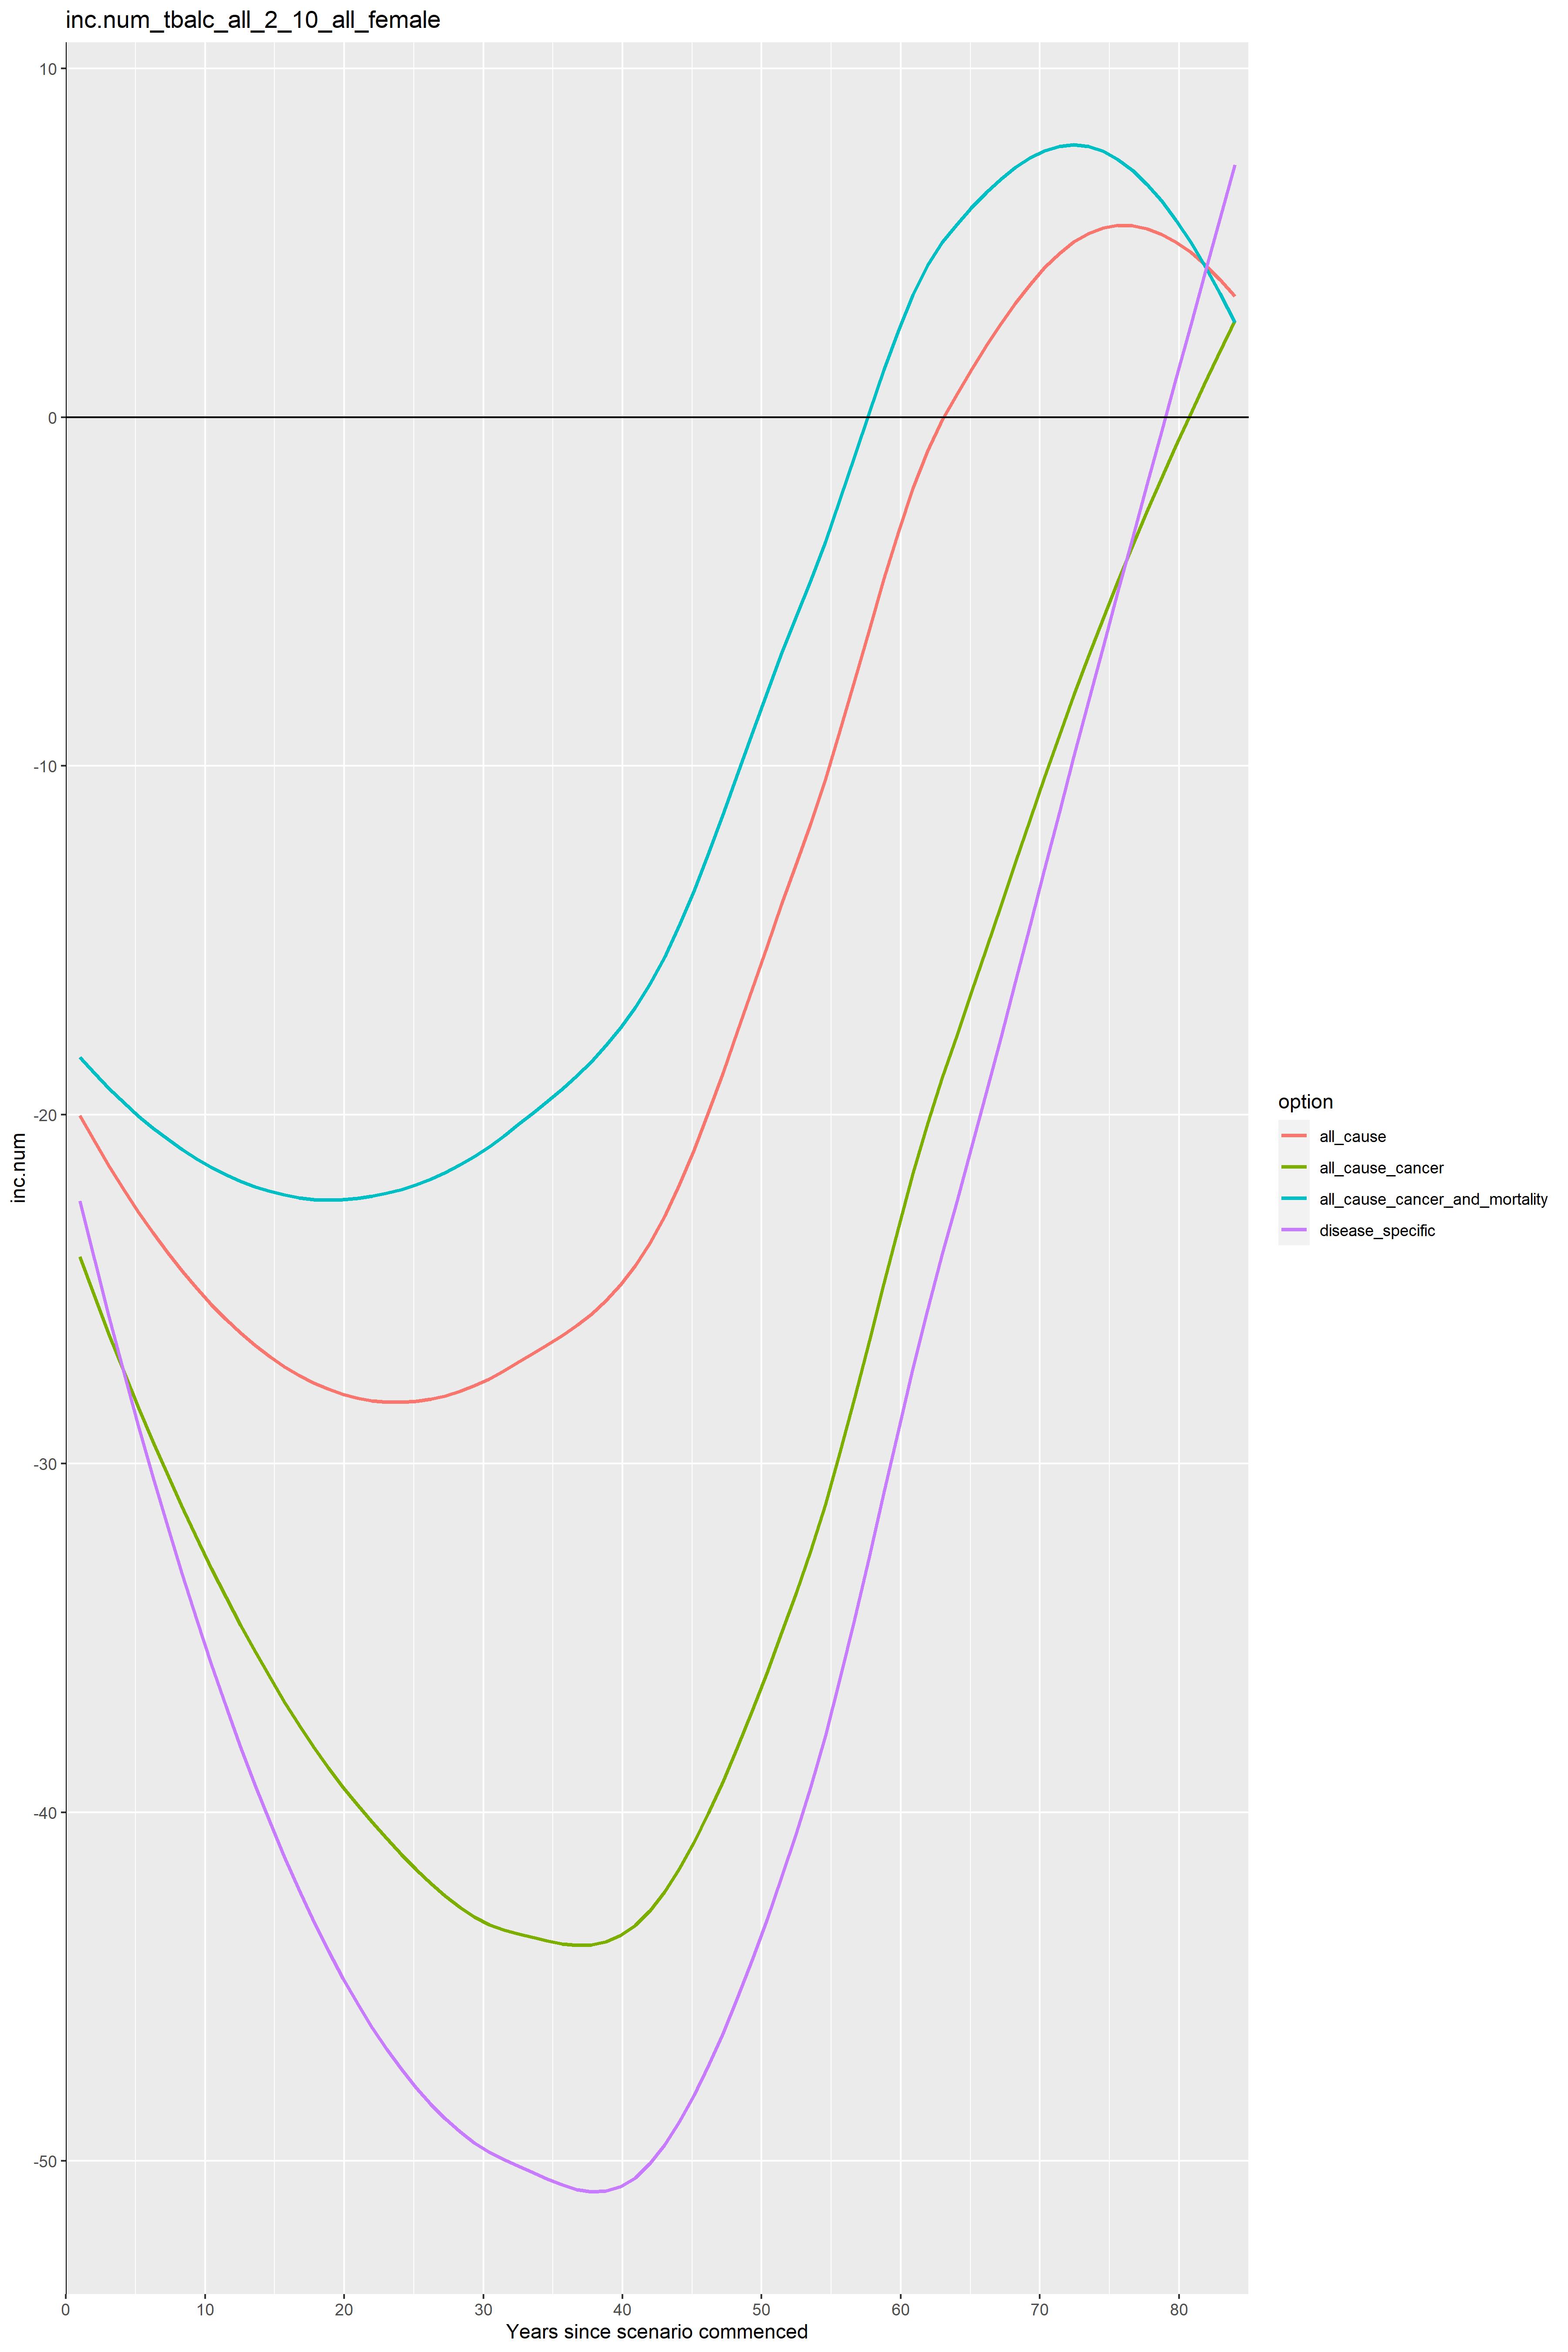 inc.num_tbalc_all_2_10_all_female
10
0
-10
-20
-30
-40
-50
inc.num
0 10 20 30 40 50 60 70 80
Years since scenario commenced
option
all_cause
all_cause_cancer
all_cause_cancer_and_mortality
disease_specific